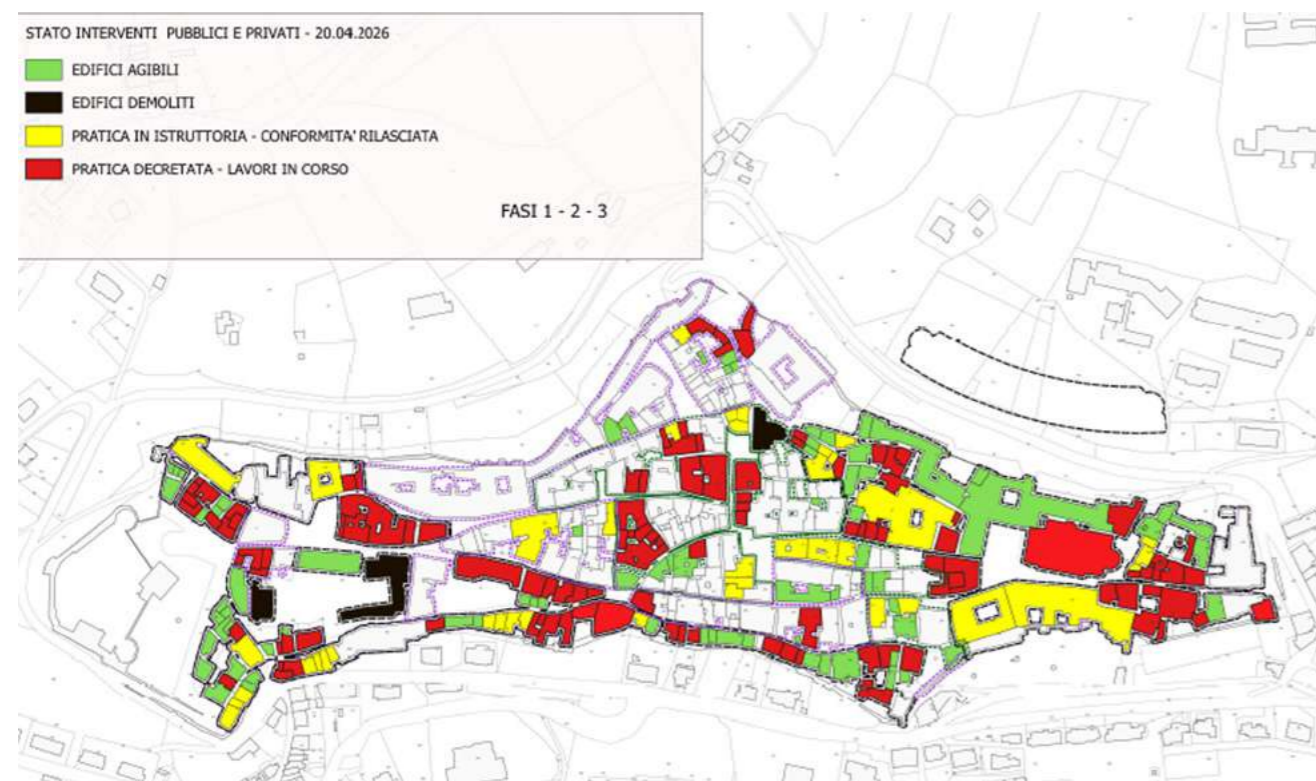 STATO INTERVENTI PUBBLICI E PRIVATI - 20.04.2026
EDIFICI AGIBILI
EDIFICI DEMOLITI
PRATICA IN ISTRUTTORIA - CONFORMITA' RILASCIATA
PRATICA DECRETATA - LAVORI IN CORSO
FASI 1 - 2 - 3